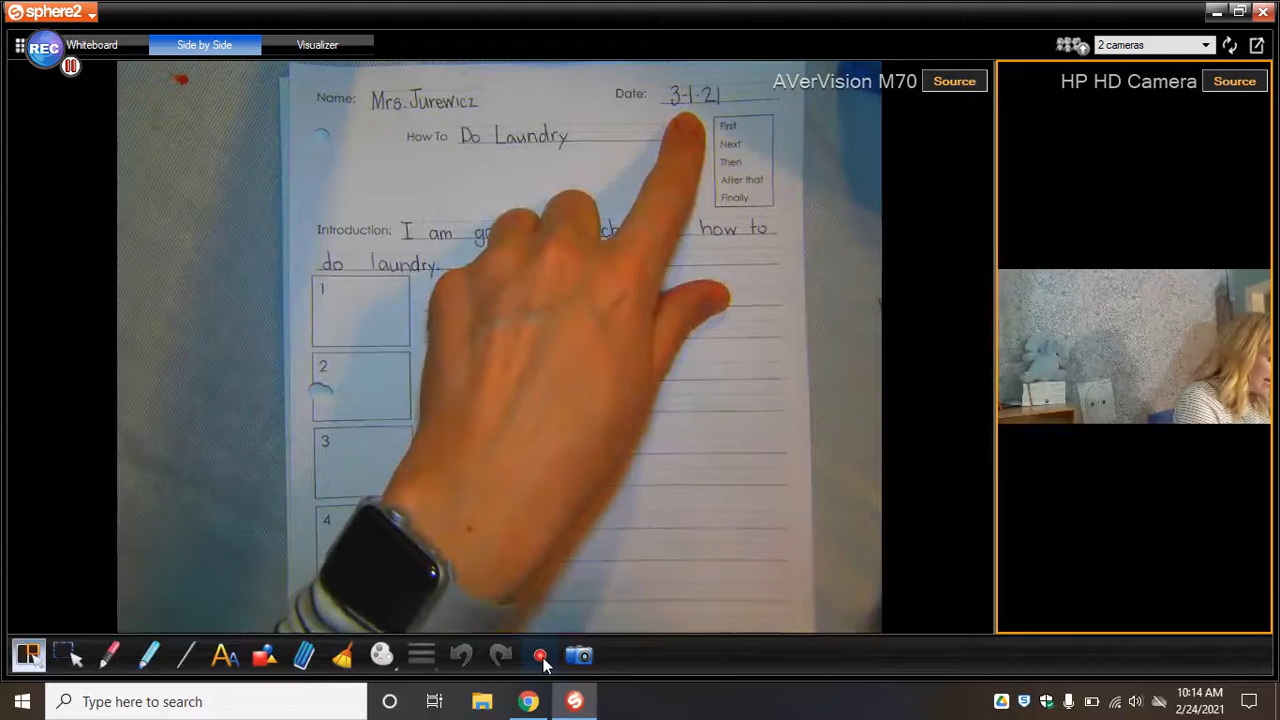 sphere2
REC
Whiteboard
Side by Side
Visualizer
2 cameras
AVerVision M70
Source
HP HD Camera
Source
Name: Mrs. Jurewicz
Date: 3-1-21
How To Do Laundry
First
Next
Then
After that
Finally
Introduction: I am how to
do laundry.
1
2
3
4
Type here to search
10:14 AM
2/24/2021